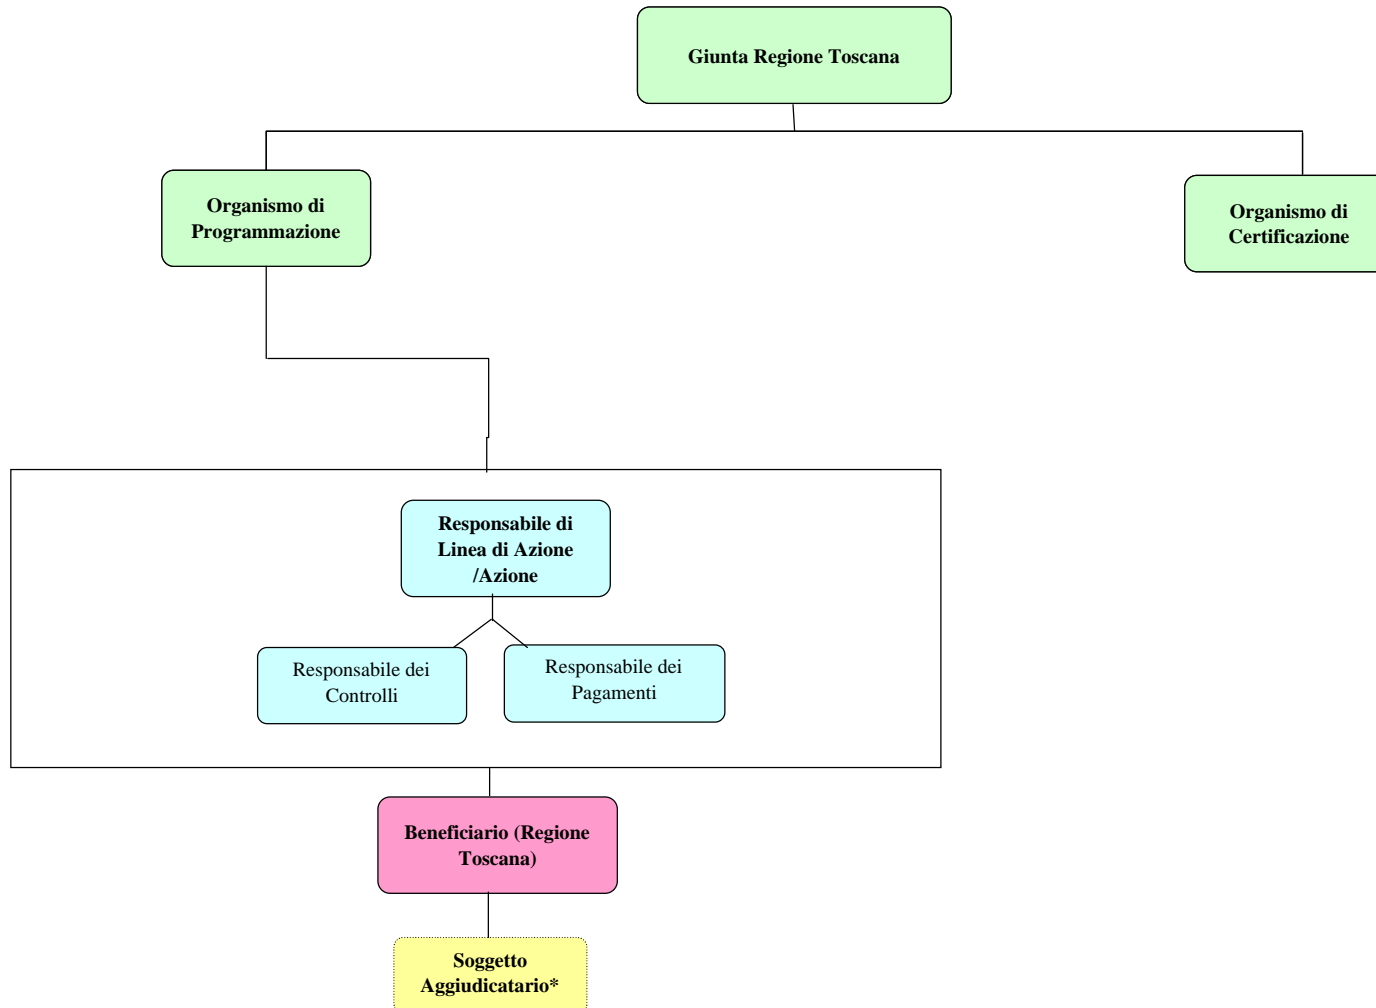 Giunta Regione Toscana
Organismo di
Programmazione
Organismo di
Certificazione
Responsabile di
Linea di Azione
/Azione
Responsabile dei
Controlli
Responsabile dei
Pagamenti
Beneficiario (Regione
Toscana)
Soggetto
Aggiudicatario*